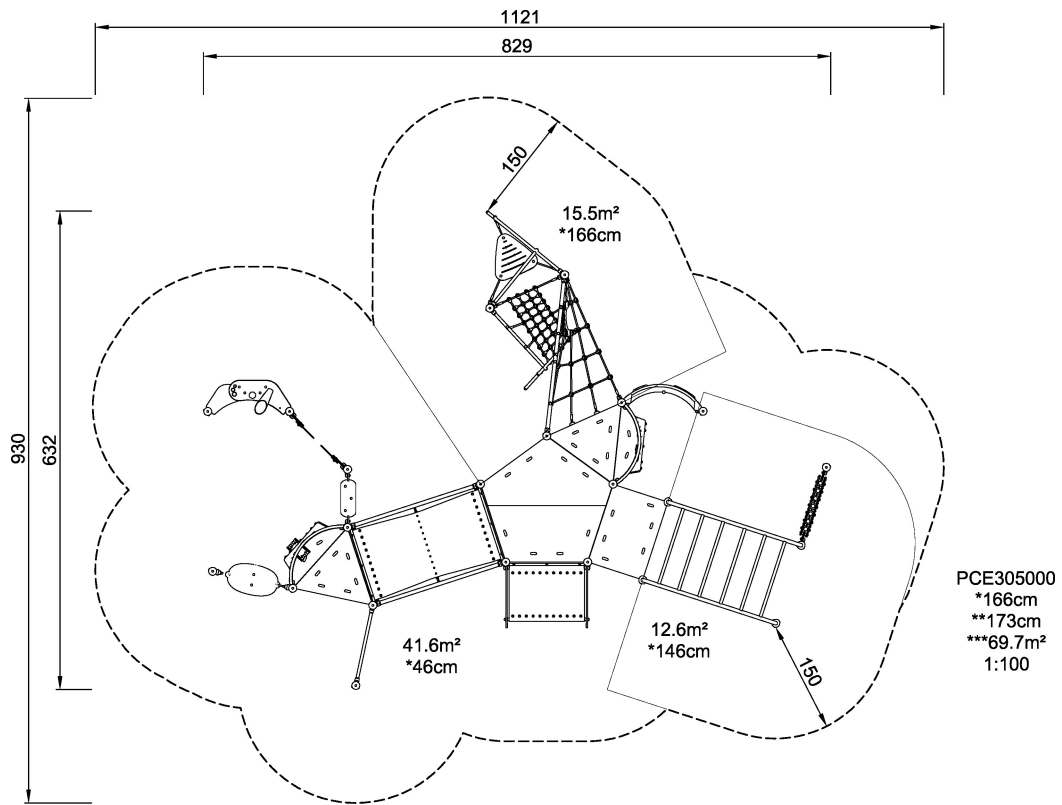 1121
829
150
15.5m²
*166cm
930
632
PCE305000
*166cm
**173cm
***69.7m²
1:100
12.6m²
*146cm
41.6m²
*46cm
150